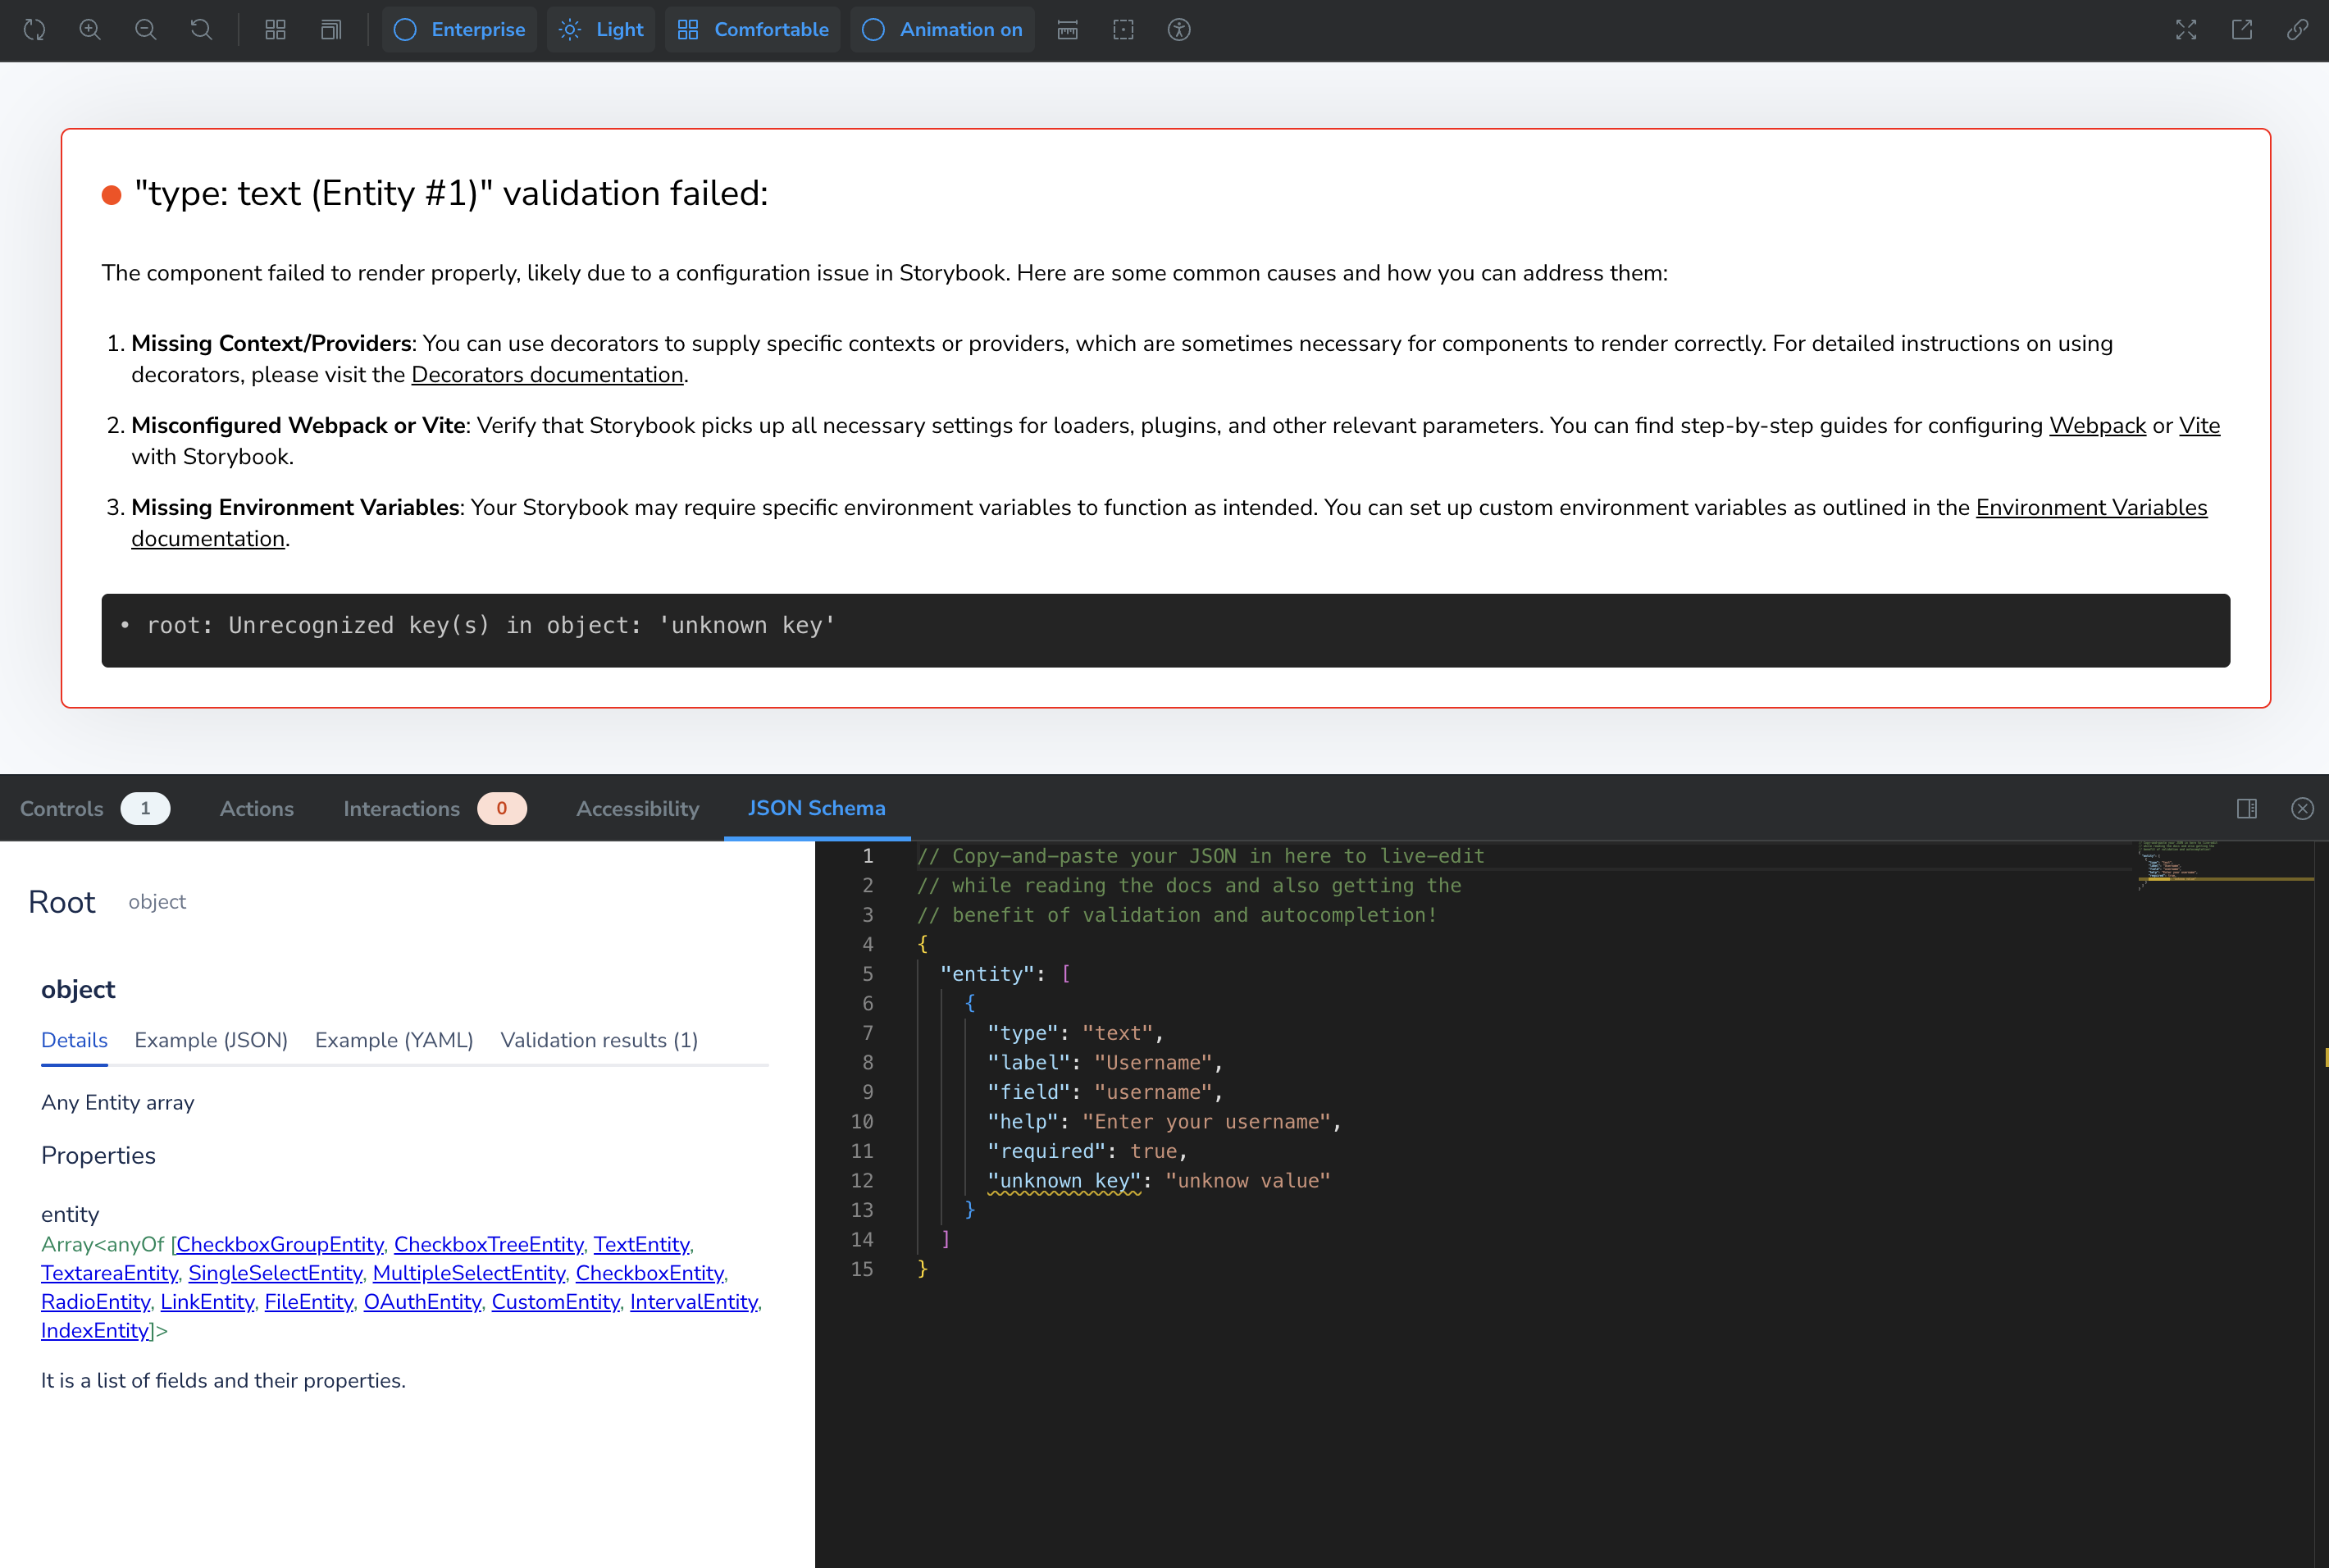 Enterprise Light Comfortable Animation on
"type: text (Entity #1)" validation failed:
The component failed to render properly, likely due to a configuration issue in Storybook. Here are some common causes and how you can address them:
1. Missing Context/Providers: You can use decorators to supply specific contexts or providers, which are sometimes necessary for components to render correctly. For detailed instructions on using
decorators, please visit the Decorators documentation.
2. Misconfigured Webpack or Vite: Verify that Storybook picks up all necessary settings for loaders, plugins, and other relevant parameters. You can find step-by-step guides for configuring Webpack or Vite
with Storybook.
3. Missing Environment Variables: Your Storybook may require specific environment variables to function as intended. You can set up custom environment variables as outlined in the Environment Variables
documentation.
• root: Unrecognized key(s) in object: 'unknown key'
Controls 1 Actions Interactions 0 Accessibility JSON Schema
Root object
object
Details Example (JSON) Example (YAML) Validation results (1)
Any Entity array
Properties
entity
Array<anyOf [CheckboxGroupEntity, CheckboxTreeEntity, TextEntity,
TextareaEntity, SingleSelectEntity, MultipleSelectEntity, CheckboxEntity,
RadioEntity, LinkEntity, FileEntity, OAuthEntity, CustomEntity, IntervalEntity,
IndexEntity]>
It is a list of fields and their properties.
1 // Copy-and-paste your JSON in here to live-edit
2 // while reading the docs and also getting the
3 // benefit of validation and autocompletion!
4 {
5 "entity": [
6 {
7 "type": "text",
8 "label": "Username",
9 "field": "username",
10 "help": "Enter your username",
11 "required": true,
12 "unknown key": "unknow value"
13 }
14 ]
15 }